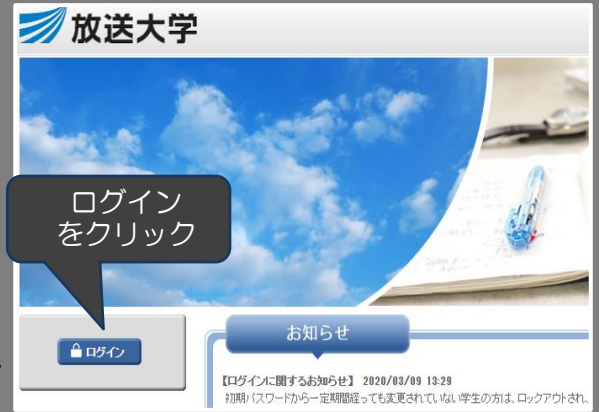 放送大学
ログイン
をクリック
ログイン
お知らせ
【ログインに関するお知らせ】 2020/03/09 13:29
初期パスワードから一定期間経っても変更されていない学生の方は、ロックアウトされ、